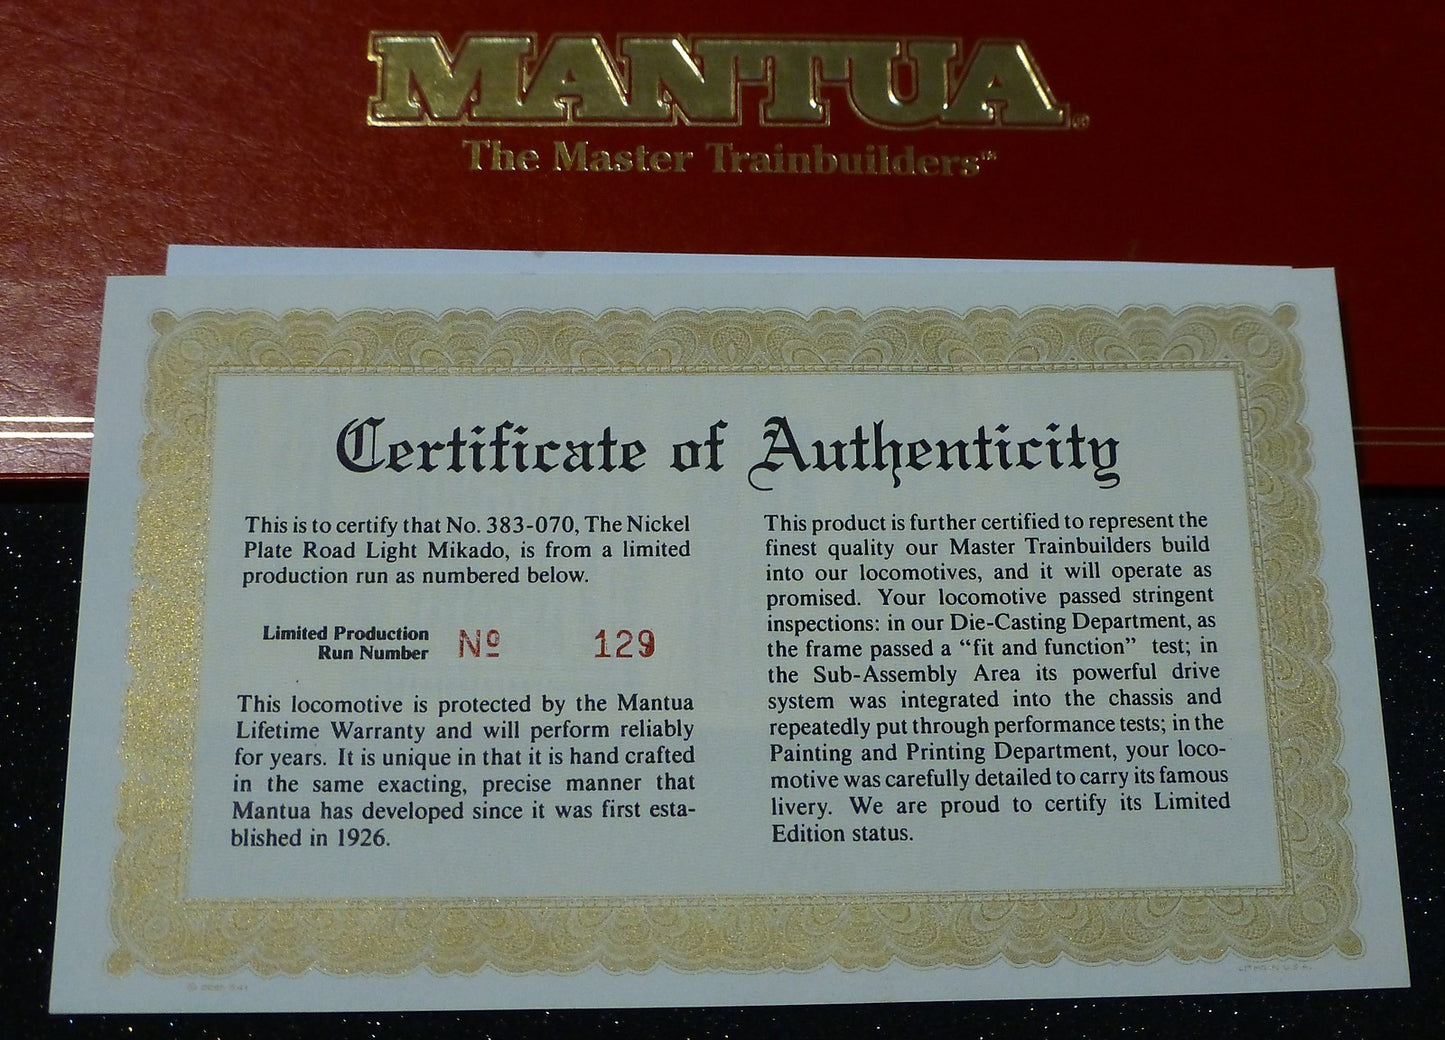 MANTUA®
The Master Trainbuilders™
Certificate of Authenticity
This is to certify that No. 383-070, The Nickel
Plate Road Light Mikado, is from a limited
production run as numbered below.
Limited Production
Run Number
Nº 129
This locomotive is protected by the Mantua
Lifetime Warranty and will perform reliably
for years. It is unique in that it is hand crafted
in the same exacting, precise manner that
Mantua has developed since it was first esta-
blished in 1926.
This product is further certified to represent the
finest quality our Master Trainbuilders build
into our locomotives, and it will operate as
promised. Your locomotive passed stringent
inspections: in our Die-Casting Department, as
the frame passed a “fit and function” test; in
the Sub-Assembly Area its powerful drive
system was integrated into the chassis and
repeatedly put through performance tests; in the
Painting and Printing Department, your loco-
motive was carefully detailed to carry its famous
livery. We are proud to certify its Limited
Edition status.